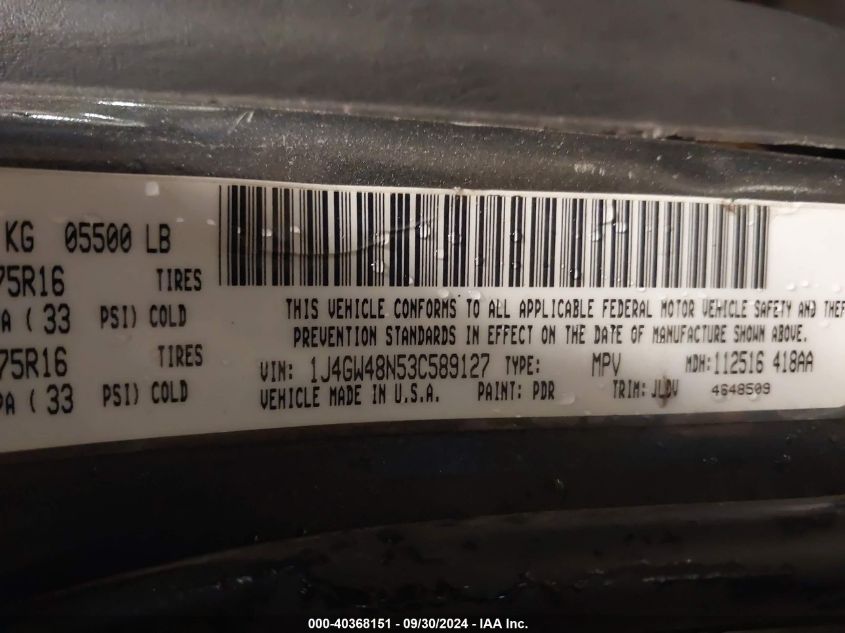 KG 05500 LB
75R16 TIRES
A ( 33 PSI) COLD
75R16 TIRES
PA ( 33 PSI) COLD
THIS VEHICLE CONFORMS TO ALL APPLICABLE FEDERAL MOTOR VEHICLE SAFETY AND THEF
PREVENTION STANDARDS IN EFFECT ON THE DATE OF MANUFACTURE SHOWN ABOVE.
VIN: 1J4GW48N53C589127 TYPE: MPV MDH: 112516 418AA
VEHICLE MADE IN U.S.A. PAINT: PDR TRIM: JLDV 4648509
000-40368151 - 09/30/2024 - IAA Inc.